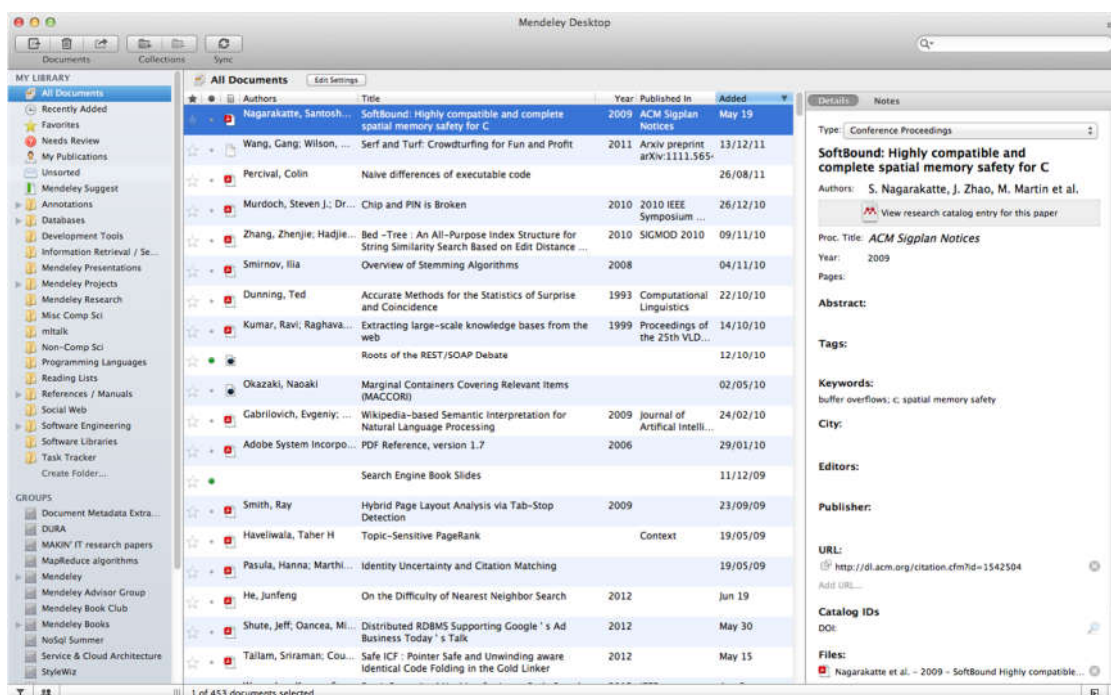 Mendeley Desktop
Documents
Collections
Sync
MY LIBRARY
All Documents
Recently Added
Favorites
Needs Review
My Publications
Unsorted
Mendeley Suggest
Annotations
Databases
Development Tools
Information Retrieval / Se...
Mendeley Presentations
Mendeley Projects
Mendeley Research
Misc Comp Sci
mltalk
Non-Comp Sci
Programming Languages
Reading Lists
References / Manuals
Social Web
Software Engineering
Software Libraries
Task Tracker
Create Folder...
GROUPS
Document Metadata Extra...
DURA
MAKIN' IT research papers
MapReduce algorithms
Mendeley
Mendeley Advisor Group
Mendeley Book Club
Mendeley Books
NoSql Summer
Service & Cloud Architecture
StyleWiz
All Documents Edit Settings
Authors Title Year Published In Added
Nagarakatte, Santosh... SoftBound: Highly compatible and complete 2009 ACM Sigplan May 19
spatial memory safety for C Notices
Wang, Gang; Wilson, ... Serf and Turf: Crowdturfing for Fun and Profit 2011 Arxiv preprint 13/12/11
arXiv:1111.565
Percival, Colin Naive differences of executable code 26/08/11
Murdoch, Steven J.; Dr... Chip and PIN is Broken 2010 2010 IEEE 26/12/10
Symposium ...
Zhang, Zhenjie; Hadjie... Bed -Tree : An All-Purpose Index Structure for 2010 SIGMOD 2010 09/11/10
String Similarity Search Based on Edit Distance ...
Smirnov, Ilia Overview of Stemming Algorithms 2008 04/11/10
Dunning, Ted Accurate Methods for the Statistics of Surprise 1993 Computational 22/10/10
and Coincidence Linguistics
Kumar, Ravi; Raghava... Extracting large-scale knowledge bases from the 1999 Proceedings of 14/10/10
web the 25th VLD...
Roots of the REST/SOAP Debate 12/10/10
Okazaki, Naoaki Marginal Containers Covering Relevant Items 02/05/10
(MACCORI)
Gabrilovich, Evgeniy; ... Wikipedia-based Semantic Interpretation for 2009 Journal of 24/02/10
Natural Language Processing Artifical Intelli...
Adobe System Incorpo... PDF Reference, version 1.7 2006 29/01/10
Search Engine Book Slides 11/12/09
Smith, Ray Hybrid Page Layout Analysis via Tab-Stop 2009 23/09/09
Detection
Haveliwala, Taher H Topic-Sensitive PageRank Context 19/05/09
Pasula, Hanna; Marthi... Identity Uncertainty and Citation Matching 19/05/09
He, Junfeng On the Difficulty of Nearest Neighbor Search 2012 Jun 19
Shute, Jeff; Oancea, Mi... Distributed RDBMS Supporting Google ' s Ad 2012 May 30
Business Today ' s Talk
Tallam, Sriraman; Cou... Safe ICF : Pointer Safe and Unwinding aware 2012 May 15
Identical Code Folding in the Gold Linker
1 of 453 documents selected
Details Notes
Type: Conference Proceedings
SoftBound: Highly compatible and
complete spatial memory safety for C
Authors: S. Nagarakatte, J. Zhao, M. Martin et al.
View research catalog entry for this paper
Proc. Title: ACM Sigplan Notices
Year: 2009
Pages:
Abstract:
Tags:
Keywords:
buffer overflows; c; spatial memory safety
City:
Editors:
Publisher:
URL:
http://dl.acm.org/citation.cfm?id=1542504
Add URL...
Catalog IDs
DOI:
Files:
Nagarakatte et al. - 2009 - SoftBound Highly compatible...